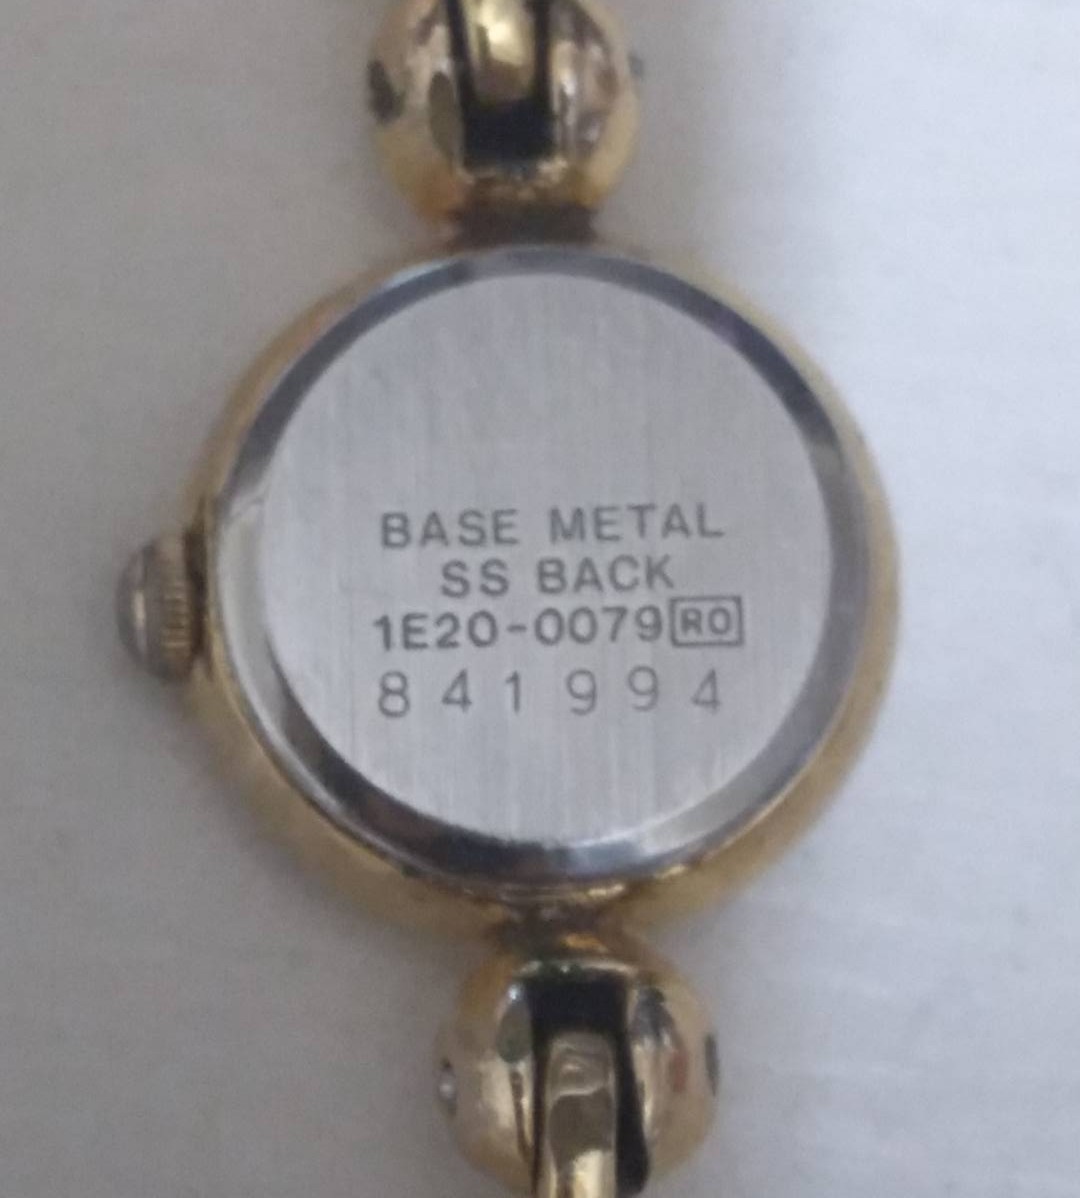 BASE METAL
SS BACK
1E20-0079 RO
841994